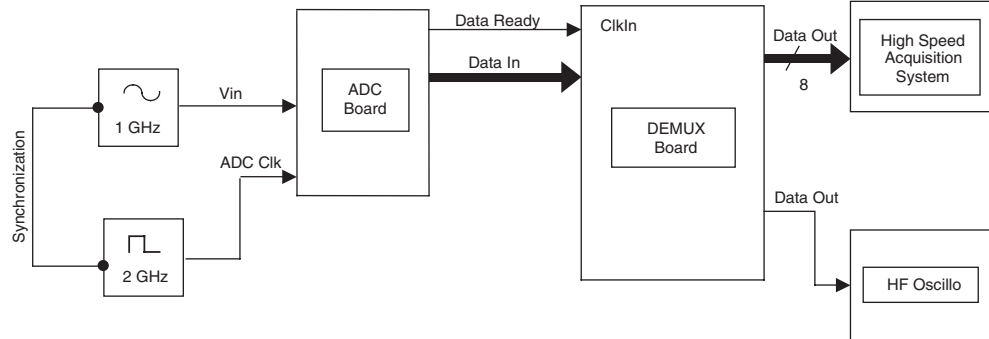 Data Ready
ClkIn
Data Out
High Speed
Acquisition
System
Data In
ADC
Board
8
Vin
1 GHz
DEMUX
Board
ADC Clk
Synchronization
Data Out
2 GHz
HF Oscillo